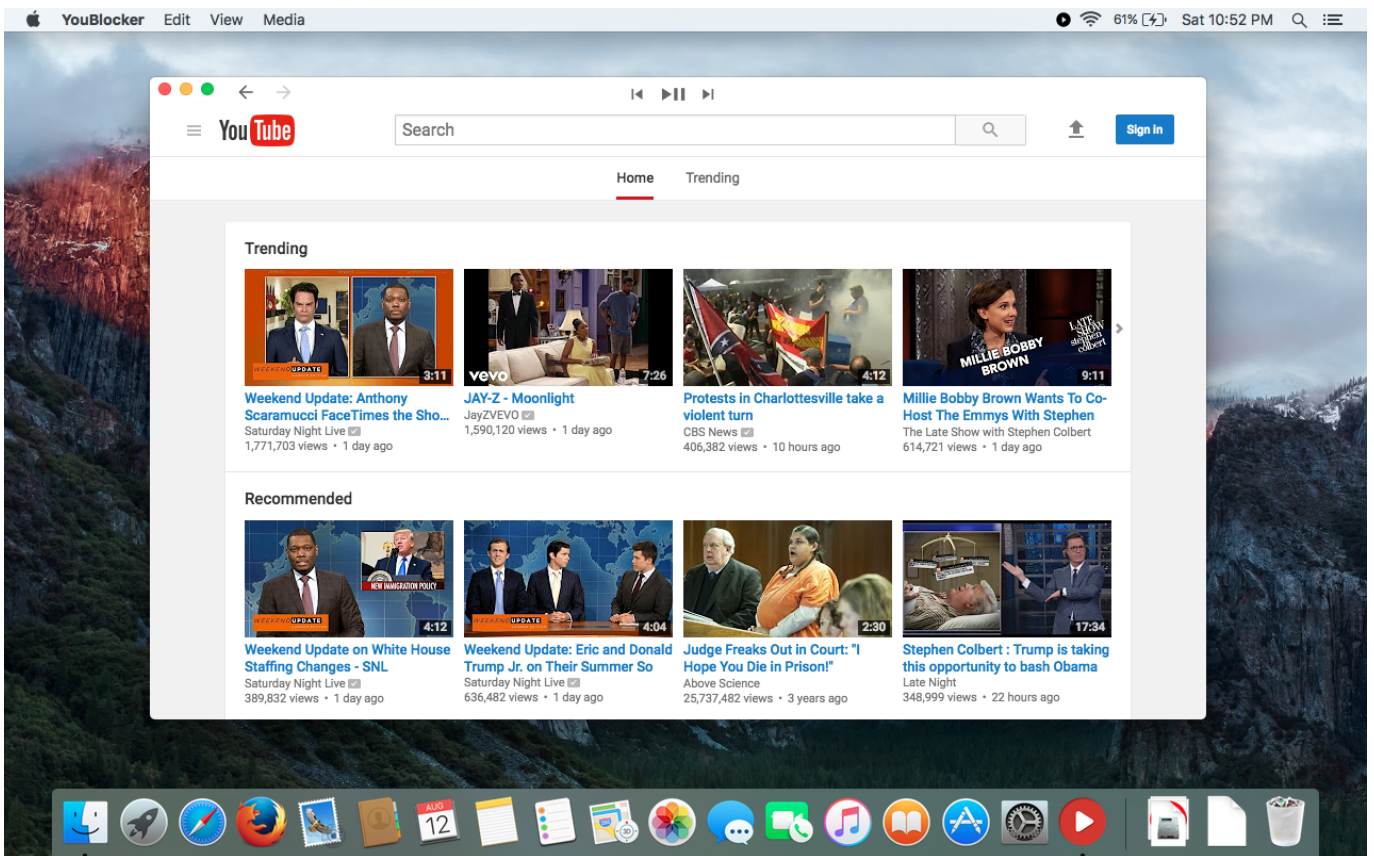 YouBlocker Edit View Media 61% Sat 10:52 PM
YouTube Search Sign In
Home Trending
Trending
WEEKEND UPDATE 3:11
vevo 7:26
4:12
LATE SHOW stephen colbert
MILLIE BOBBY BROWN 9:11
Weekend Update: Anthony Scaramucci FaceTimes the Sho...
Saturday Night Live
1,771,703 views • 1 day ago
JAY-Z - Moonlight
JayZVEVO
1,590,120 views • 1 day ago
Protests in Charlottesville take a violent turn
CBS News
406,382 views • 10 hours ago
Millie Bobby Brown Wants To Co-Host The Emmys With Stephen
The Late Show with Stephen Colbert
614,721 views • 1 day ago
Recommended
NEW IMMIGRATION POLICY
WEEKEND UPDATE 4:12
WEEKEND UPDATE 4:04
2:30
17:34
Weekend Update on White House Staffing Changes - SNL
Saturday Night Live
389,832 views • 1 day ago
Weekend Update: Eric and Donald Trump Jr. on Their Summer So
Saturday Night Live
636,482 views • 1 day ago
Judge Freaks Out in Court: "I Hope You Die in Prison!"
Above Science
25,737,482 views • 3 years ago
Stephen Colbert : Trump is taking this opportunity to bash Obama
Late Night
348,999 views • 22 hours ago
AUG
12